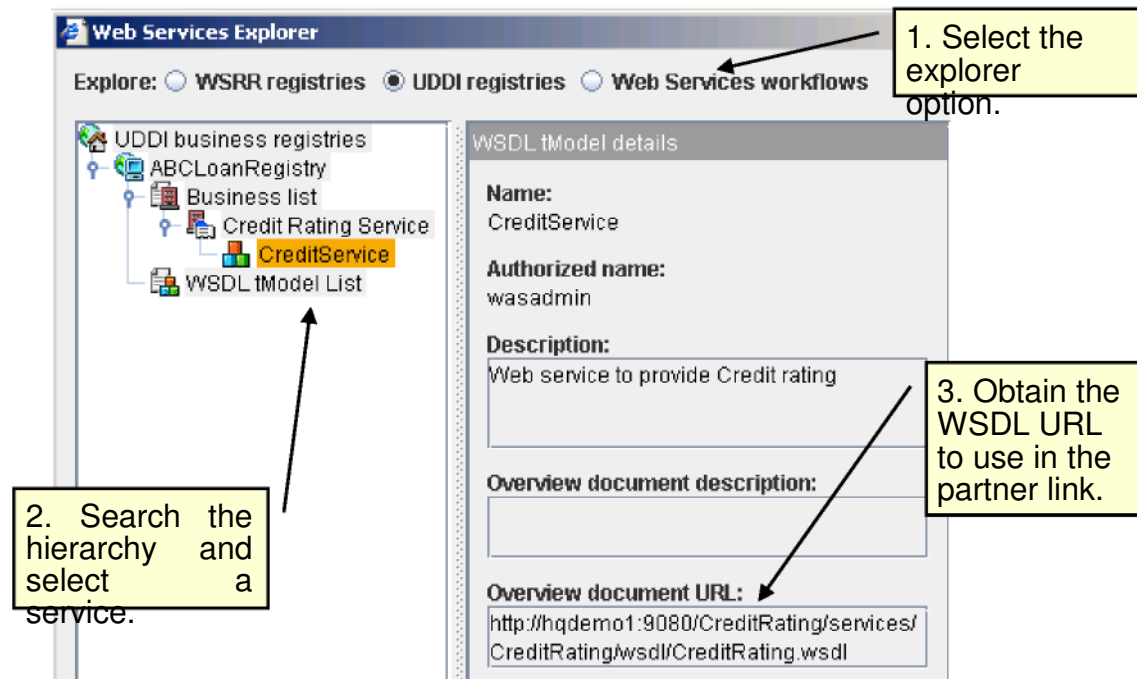 Web Services Explorer
1. Select the
explorer
option.
Explore: WSRR registries UDDI registries Web Services workflows
UDDI business registries
ABCLoanRegistry
Business list
Credit Rating Service
CreditService
WSDL tModel List
2. Search the
hierarchy and
select a
service.
WSDL tModel details
Name:
CreditService
Authorized name:
wasadmin
Description:
Web service to provide Credit rating
3. Obtain the
WSDL URL
to use in the
partner link.
Overview document description:
Overview document URL:
http://hqdemo1:9080/CreditRating/services/
CreditRating/wsdl/CreditRating.wsdl